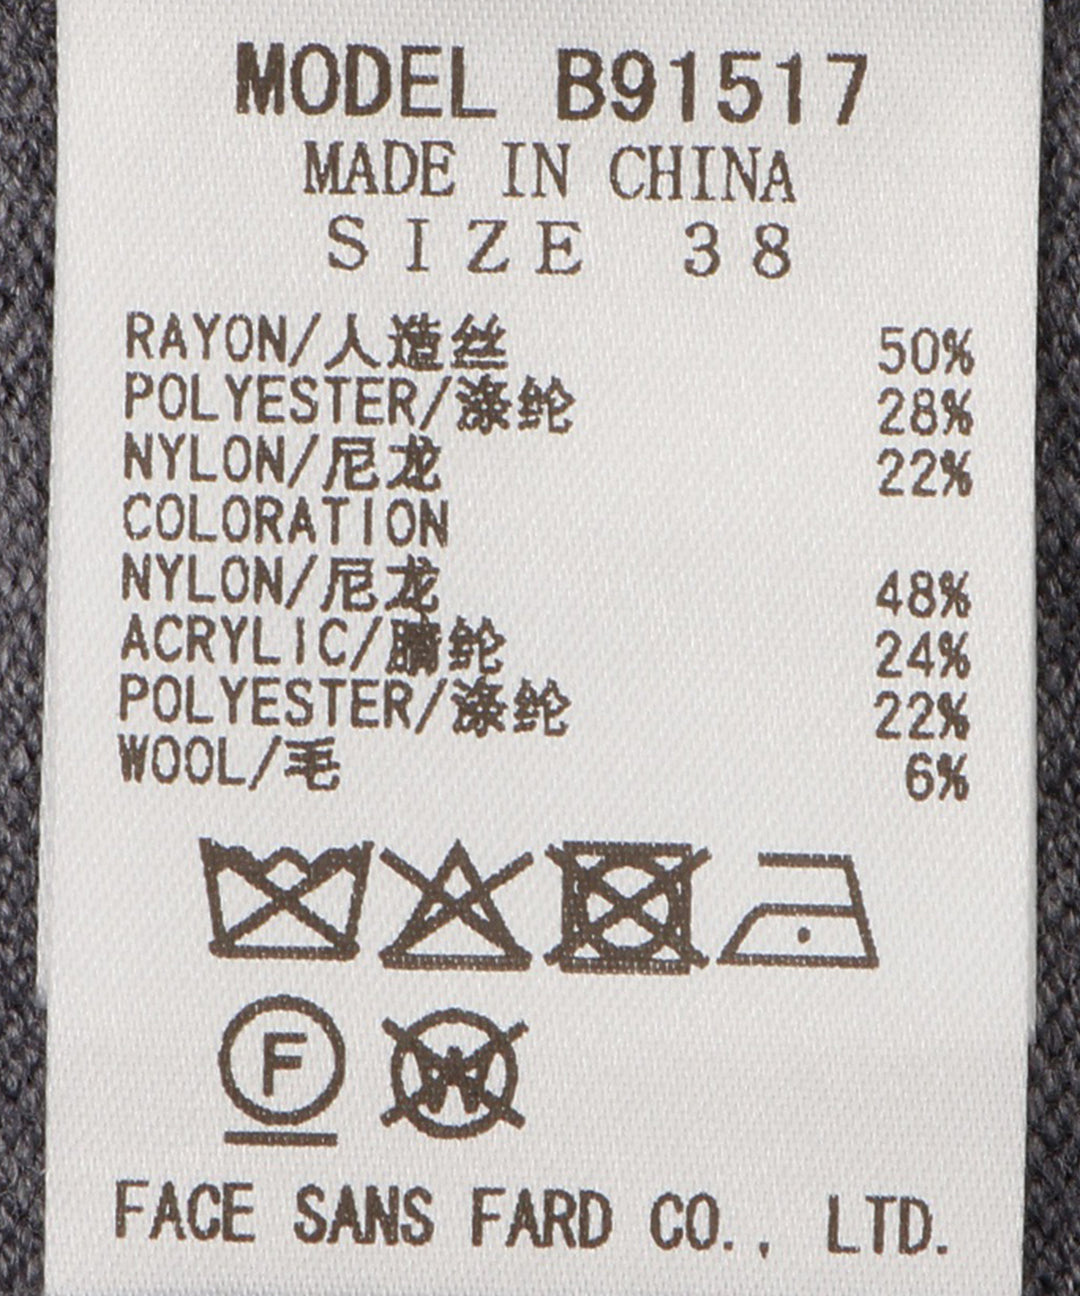 MODEL B91517
MADE IN CHINA
SIZE 38
RAYON/人造丝 50%
POLYESTER/涤纶 28%
NYLON/尼龙 22%
COLORATION
NYLON/尼龙 48%
ACRYLIC/腈纶 24%
POLYESTER/涤纶 22%
WOOL/毛 6%
F W
FACE SANS FARD CO., LTD.